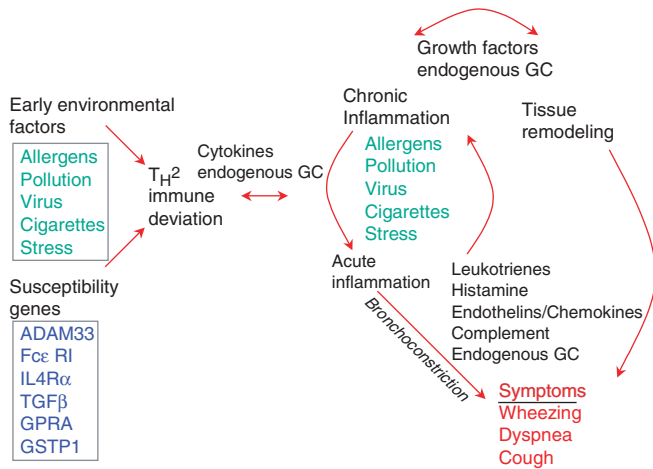 Growth factors
endogenous GC
Early environmental
factors
Allergens
Pollution
Virus
Cigarettes
Stress
Susceptibility
genes
ADAM33
Fcε RI
IL4Rα
TGFβ
GPRA
GSTP1
T_H2
immune
deviation
Cytokines
endogenous GC
Chronic
Inflammation
Allergens
Pollution
Virus
Cigarettes
Stress
Acute
inflammation
Bronchoconstriction
Leukotrienes
Histamine
Endothelins/Chemokines
Complement
Endogenous GC
Tissue
remodeling
Symptoms
Wheezing
Dyspnea
Cough